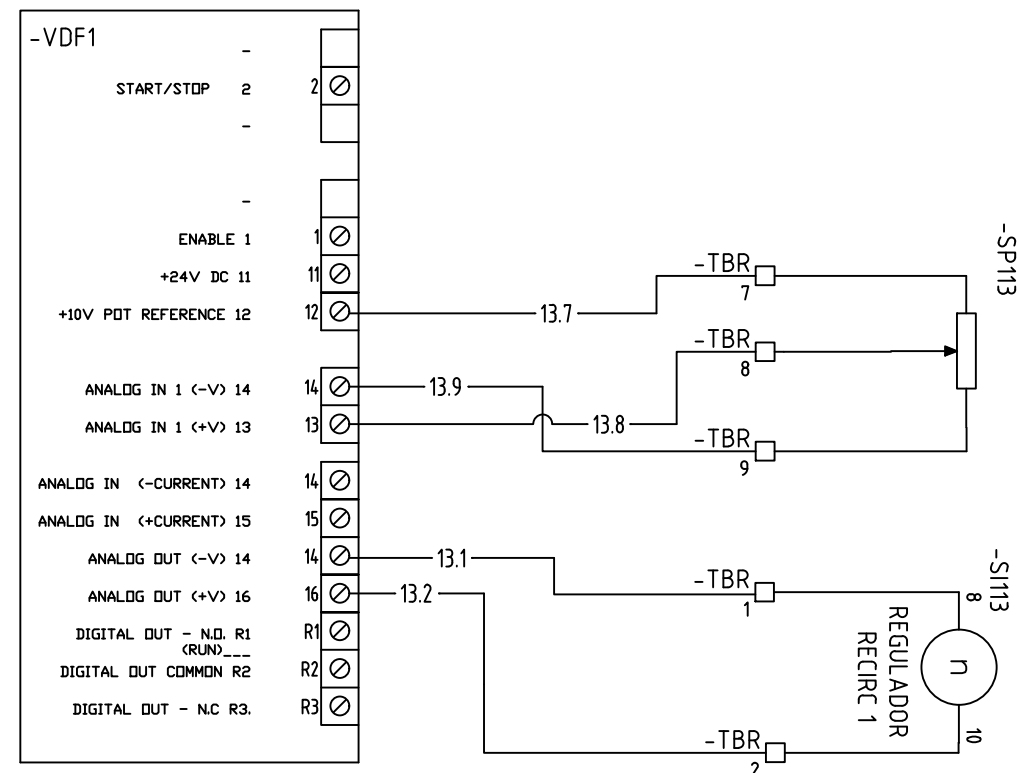 -VDF1
-
START/STOP 2
2
-
-
ENABLE 1
1
+24V DC 11
11
+10V POT REFERENCE 12
12
13.7
-TBR
7
-SP113
-TBR
8
ANALOG IN 1 (-V) 14
14
13.9
ANALOG IN 1 (+V) 13
13
13.8
-TBR
9
ANALOG IN (-CURRENT) 14
14
ANALOG IN (+CURRENT) 15
15
ANALOG OUT (-V) 14
14
13.1
-TBR
1
ANALOG OUT (+V) 16
16
13.2
-SI113
8
REGULADOR
RECIRC 1
n
10
DIGITAL OUT - N.O. R1
(RUN)___
R1
DIGITAL OUT COMMON R2
R2
DIGITAL OUT - N.C R3.
R3
-TBR
2